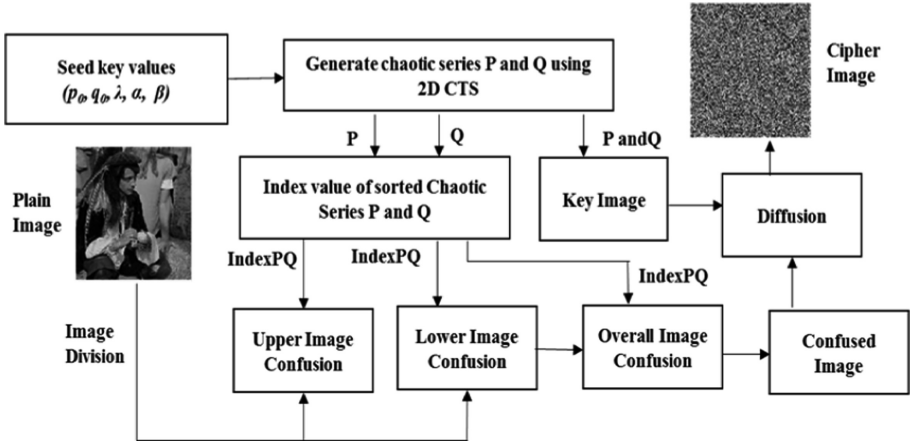 Seed key values
(p₀, q₀, λ, α, β)
Generate chaotic series P and Q using
2D CTS
Cipher
Image
P
Q
P andQ
Plain
Image
Index value of sorted Chaotic
Series P and Q
Key Image
Diffusion
IndexPQ
IndexPQ
IndexPQ
Image
Division
Upper Image
Confusion
Lower Image
Confusion
Overall Image
Confusion
Confused
Image